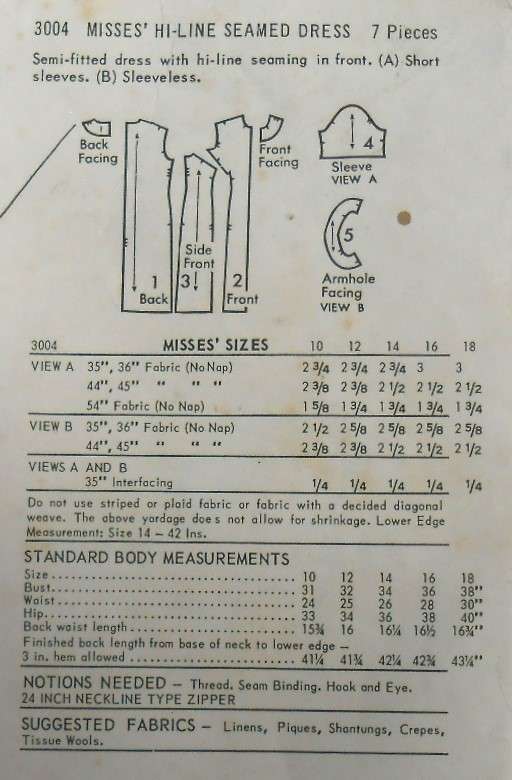 3004 MISSES' HI-LINE SEAMED DRESS 7 Pieces
Semi-fitted dress with hi-line seaming in front. (A) Short
sleeves. (B) Sleeveless.
Back
Facing
Front
Facing
4
Sleeve
VIEW A
5
Armhole
Facing
VIEW B
Side
Front
1
Back
3
2
Front
3004 MISSES' SIZES 10 12 14 16 18
VIEW A 35", 36" Fabric (No Nap) 2 3/4 2 3/4 2 3/4 3 3
44", 45" " " " 2 3/8 2 3/8 2 1/2 2 1/2 2 1/2
54" Fabric (No Nap) 1 5/8 1 3/4 1 3/4 1 3/4 1 3/4
VIEW B 35", 36" Fabric (No Nap) 2 1/2 2 5/8 2 5/8 2 5/8 2 5/8
44", 45" " " " 2 3/8 2 3/8 2 1/2 2 1/2 2 1/2
VIEWS A AND B
35" Interfacing 1/4 1/4 1/4 1/4 1/4
Do not use striped or plaid fabric or fabric with a decided diagonal
weave. The above yardage does not allow for shrinkage. Lower Edge
Measurement: Size 14 – 42 Ins.
STANDARD BODY MEASUREMENTS
Size 10 12 14 16 18
Bust 31 32 34 36 38"
Waist 24 25 26 28 30"
Hip 33 34 36 38 40"
Back waist length 15¾ 16 16¼ 16½ 16¾"
Finished back length from base of neck to lower edge –
3 in. hem allowed 41¼ 41¾ 42¼ 42¾ 43¼"
NOTIONS NEEDED – Thread. Seam Binding. Hook and Eye.
24 INCH NECKLINE TYPE ZIPPER
SUGGESTED FABRICS – Linens, Piques, Shantungs, Crepes,
Tissue Wools.